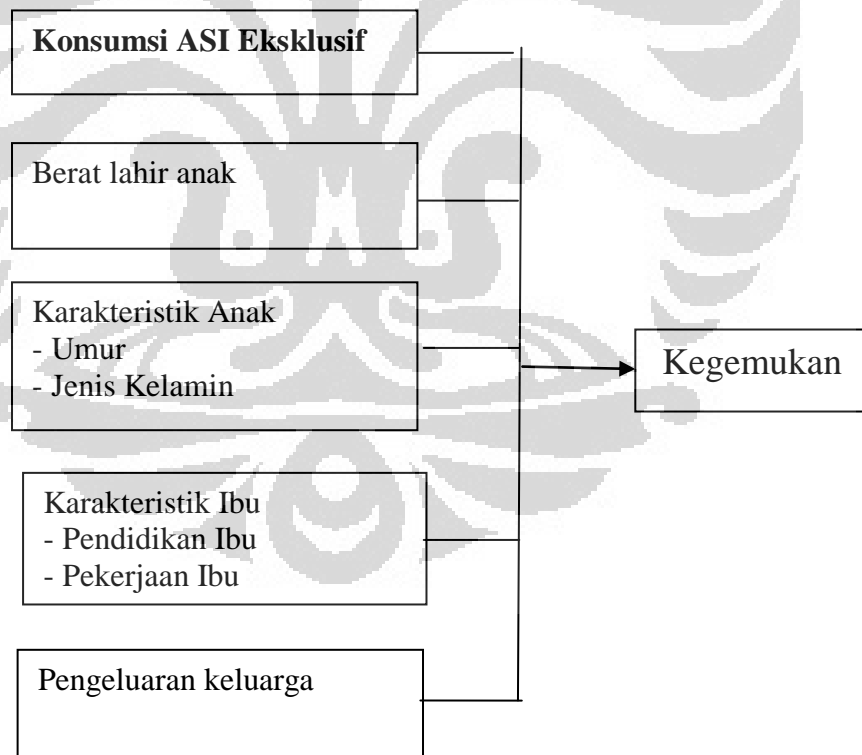 Konsumsi ASI Eksklusif
Berat lahir anak
Karakteristik Anak
- Umur
- Jenis Kelamin
Kegemukan
Karakteristik Ibu
- Pendidikan Ibu
- Pekerjaan Ibu
Pengeluaran keluarga